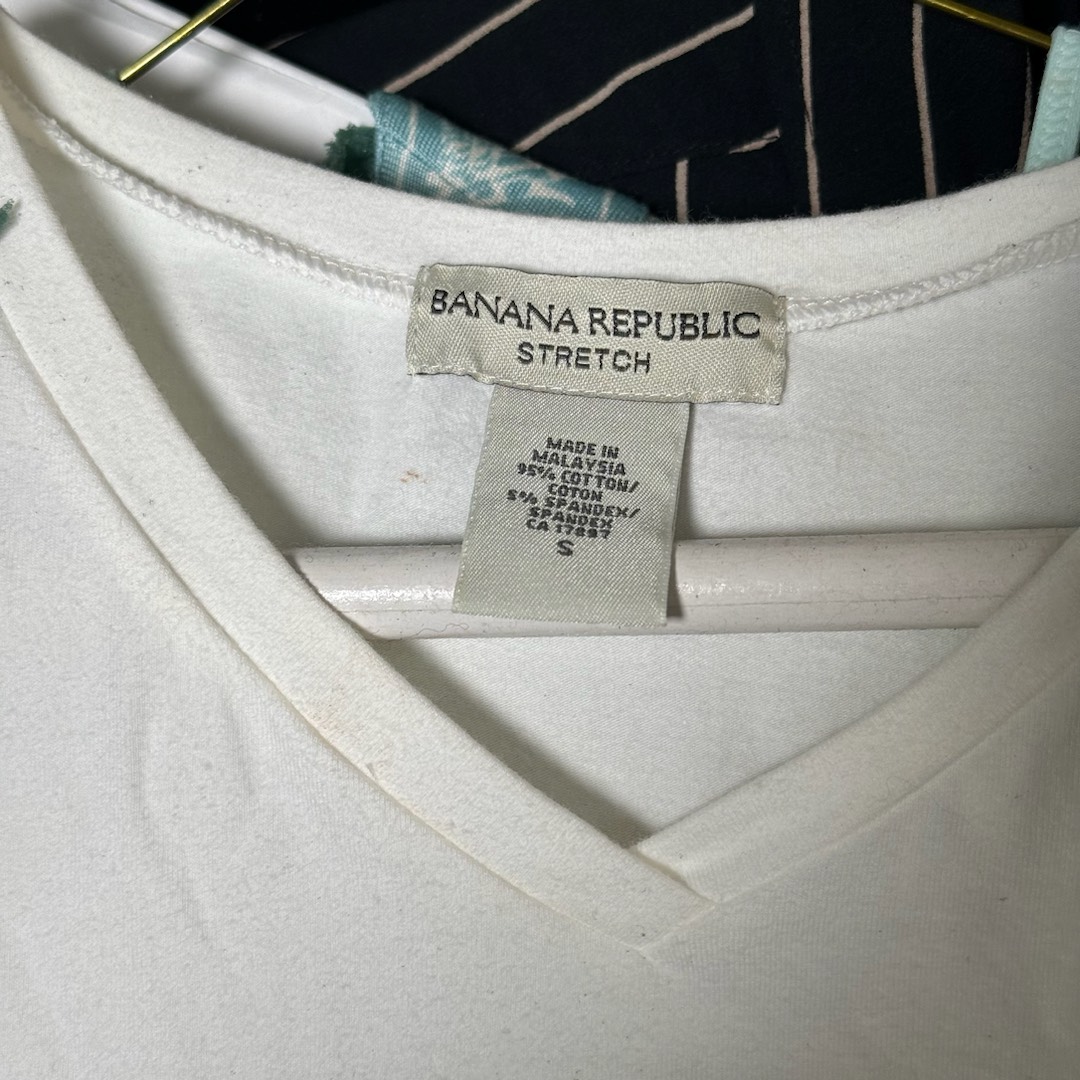 BANANA REPUBLIC
STRETCH
MADE IN
MALAYSIA
95% COTTON/
COTON
5% SPANDEX/
SPANDEX
CA 17897
S